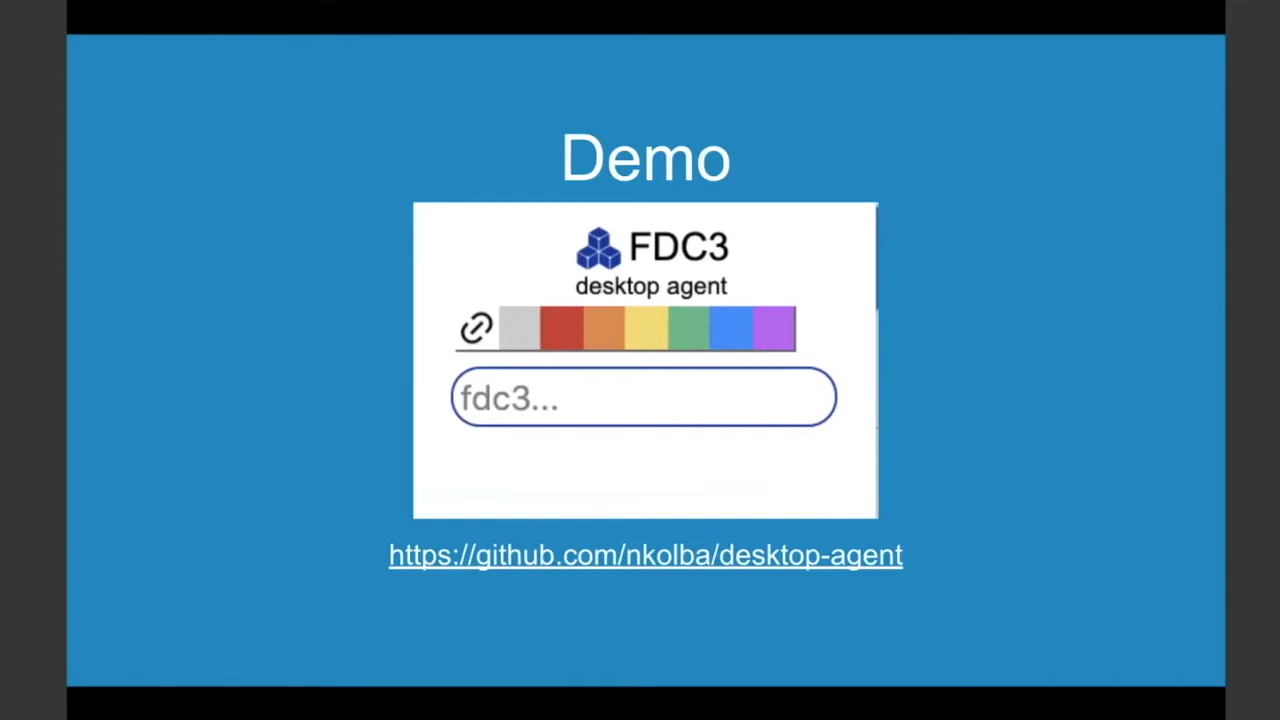 Demo
FDC3
desktop agent
fdc3...
https://github.com/nkolba/desktop-agent